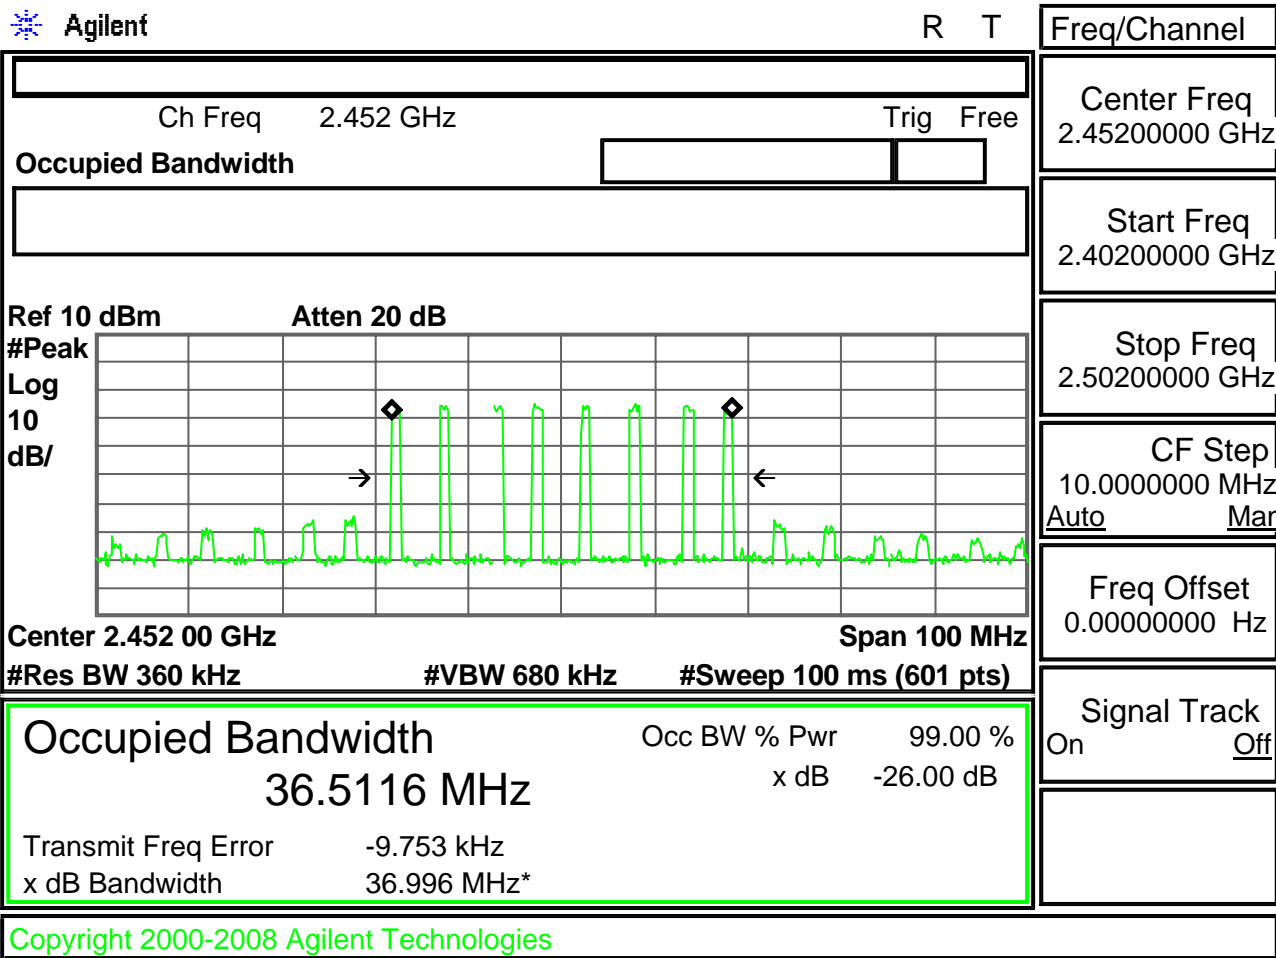 Agilent R T Freq/Channel
Ch Freq 2.452 GHz Trig Free
Occupied Bandwidth
Center Freq
2.45200000 GHz
Start Freq
2.40200000 GHz
Stop Freq
2.50200000 GHz
CF Step
10.0000000 MHz
Auto Man
Freq Offset
0.00000000 Hz
Signal Track
On Off
Ref 10 dBm Atten 20 dB
#Peak
Log
10
dB/
Center 2.452 00 GHz Span 100 MHz
#Res BW 360 kHz #VBW 680 kHz #Sweep 100 ms (601 pts)
Occupied Bandwidth Occ BW % Pwr 99.00 %
36.5116 MHz x dB -26.00 dB
Transmit Freq Error -9.753 kHz
x dB Bandwidth 36.996 MHz*
Copyright 2000-2008 Agilent Technologies